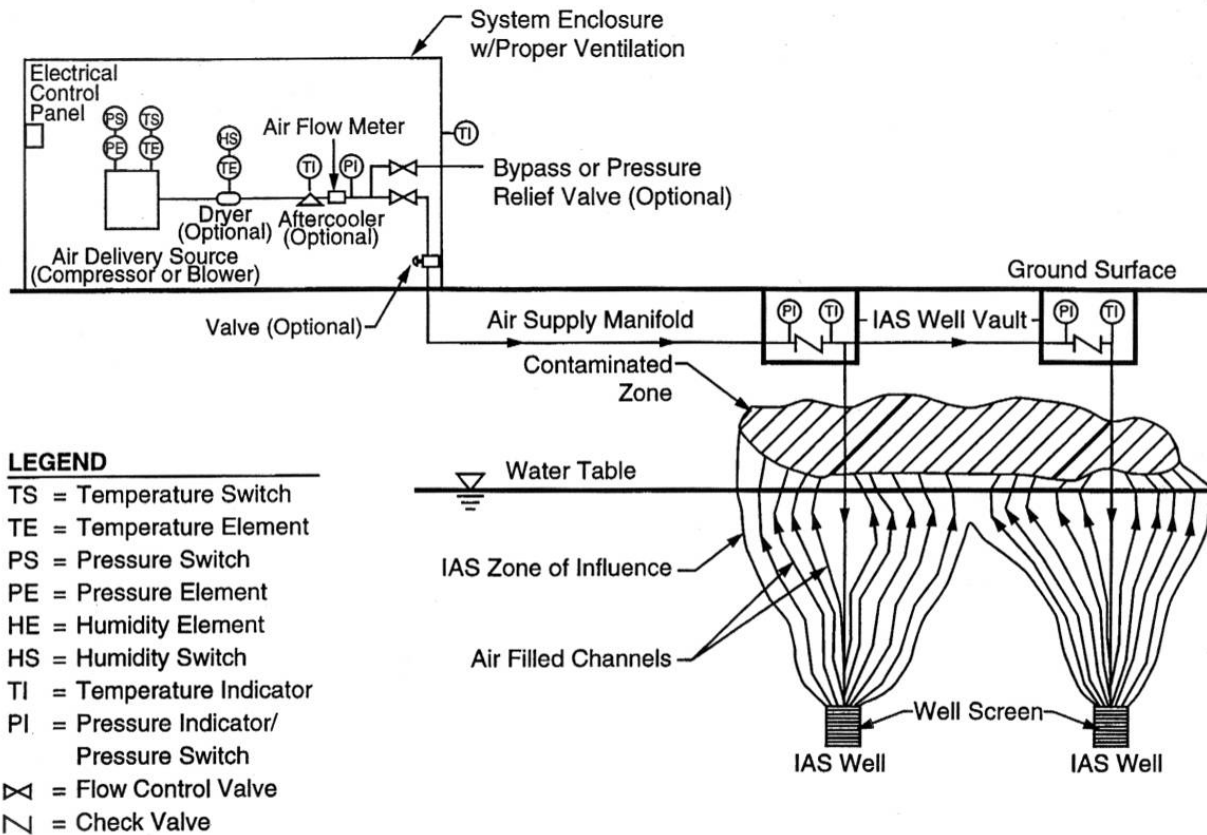 System Enclosure
w/Proper Ventilation
Electrical
Control
Panel
PS
TS
PE
TE
HS
TE
Air Flow Meter
TI
PI
TI
Bypass or Pressure
Relief Valve (Optional)
Dryer
(Optional)
Aftercooler
(Optional)
Air Delivery Source
(Compressor or Blower)
Ground Surface
Valve (Optional)
Air Supply Manifold
PI
TI
IAS Well Vault
PI
TI
Contaminated
Zone
Water Table
IAS Zone of Influence
Air Filled Channels
Well Screen
IAS Well
IAS Well
LEGEND
TS = Temperature Switch
TE = Temperature Element
PS = Pressure Switch
PE = Pressure Element
HE = Humidity Element
HS = Humidity Switch
TI = Temperature Indicator
PI = Pressure Indicator/
Pressure Switch
= Flow Control Valve
= Check Valve